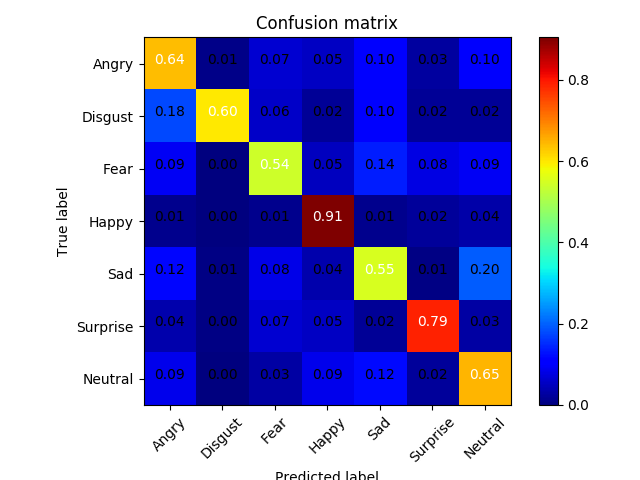 Confusion matrix
Angry 0.64 0.01 0.07 0.05 0.10 0.03 0.10
Disgust 0.18 0.60 0.06 0.02 0.10 0.02 0.02
Fear 0.09 0.00 0.54 0.05 0.14 0.08 0.09
Happy 0.01 0.00 0.01 0.91 0.01 0.02 0.04
Sad 0.12 0.01 0.08 0.04 0.55 0.01 0.20
Surprise 0.04 0.00 0.07 0.05 0.02 0.79 0.03
Neutral 0.09 0.00 0.03 0.09 0.12 0.02 0.65
True label
Angry Disgust Fear Happy Sad Surprise Neutral
Predicted label
0.8
0.6
0.4
0.2
0.0